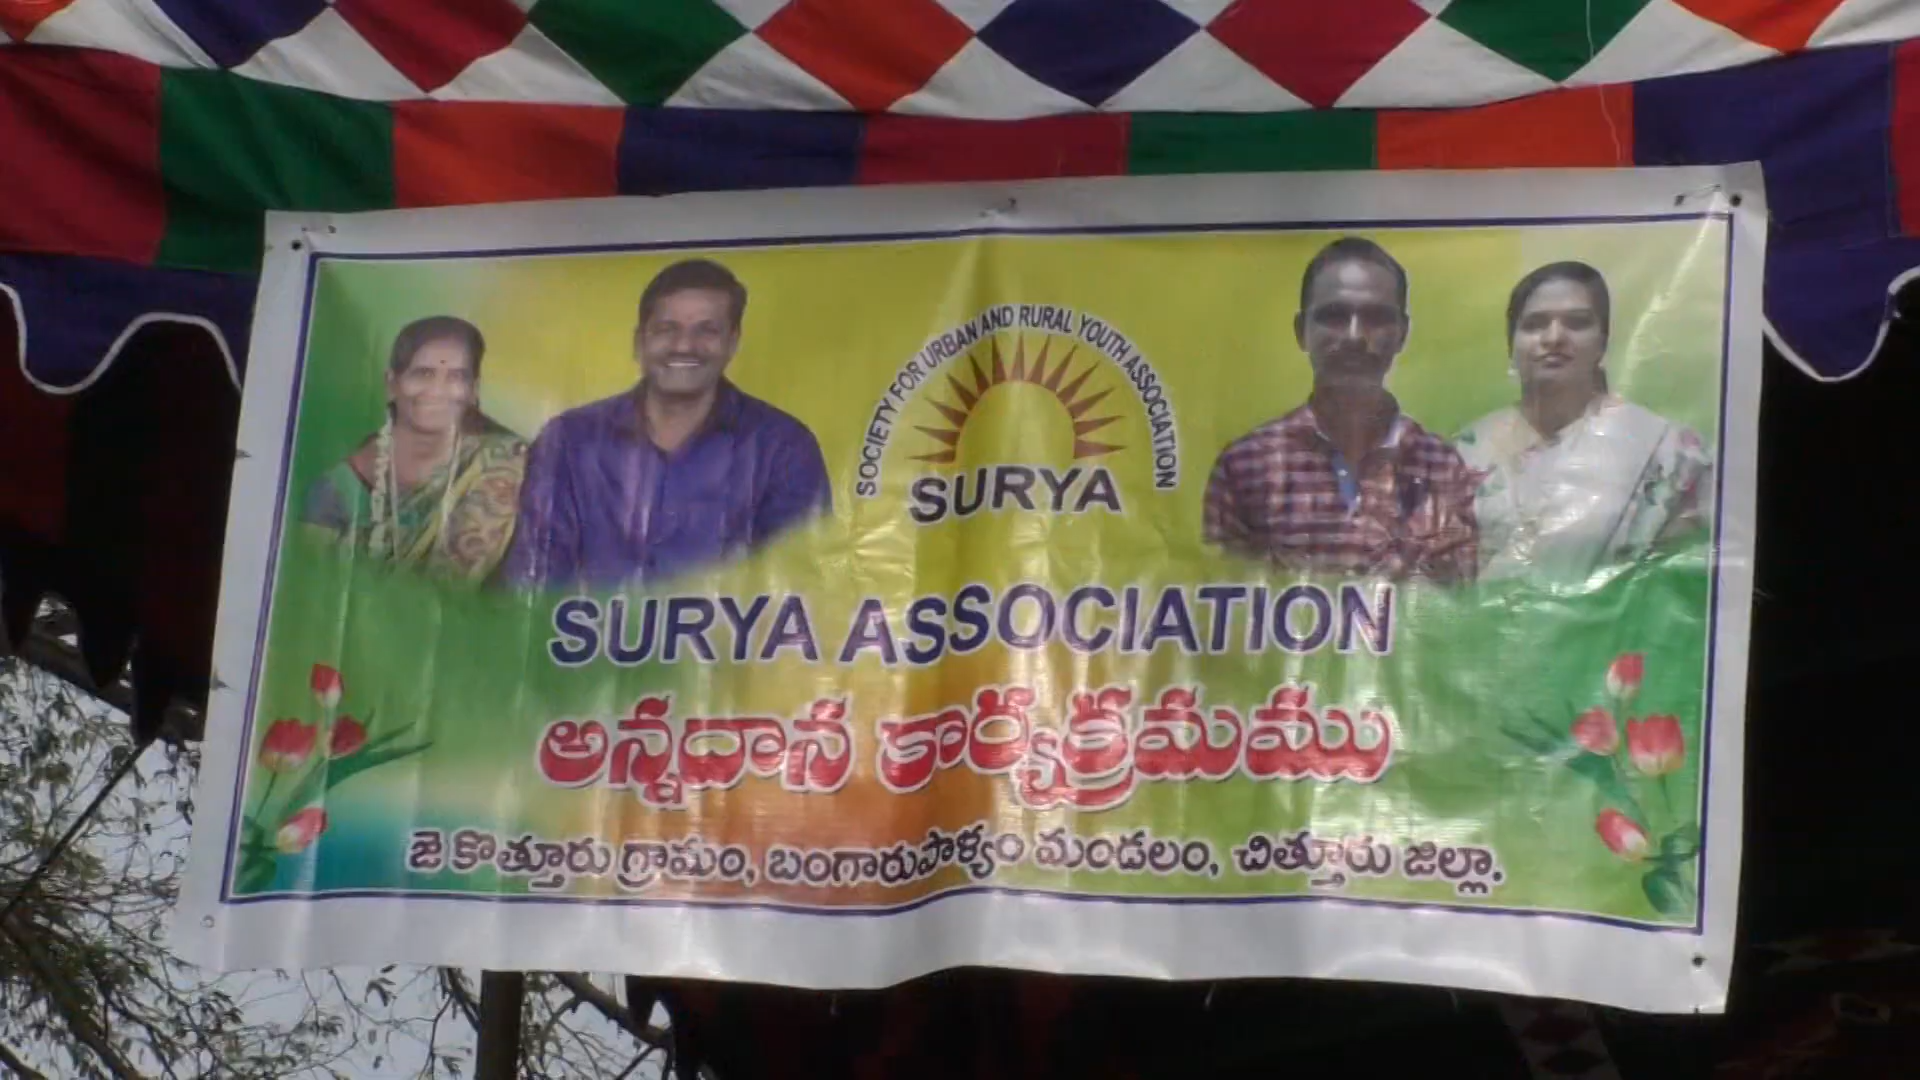 SOCIETY FOR URBAN AND RURAL YOUTH ASSOCIATION
SURYA
SURYA ASSOCIATION
అన్నదాన కార్యక్రమము
జె కొత్తూరు గ్రామం, బంగారుపాళ్యం మండలం, చిత్తూరు జిల్లా.